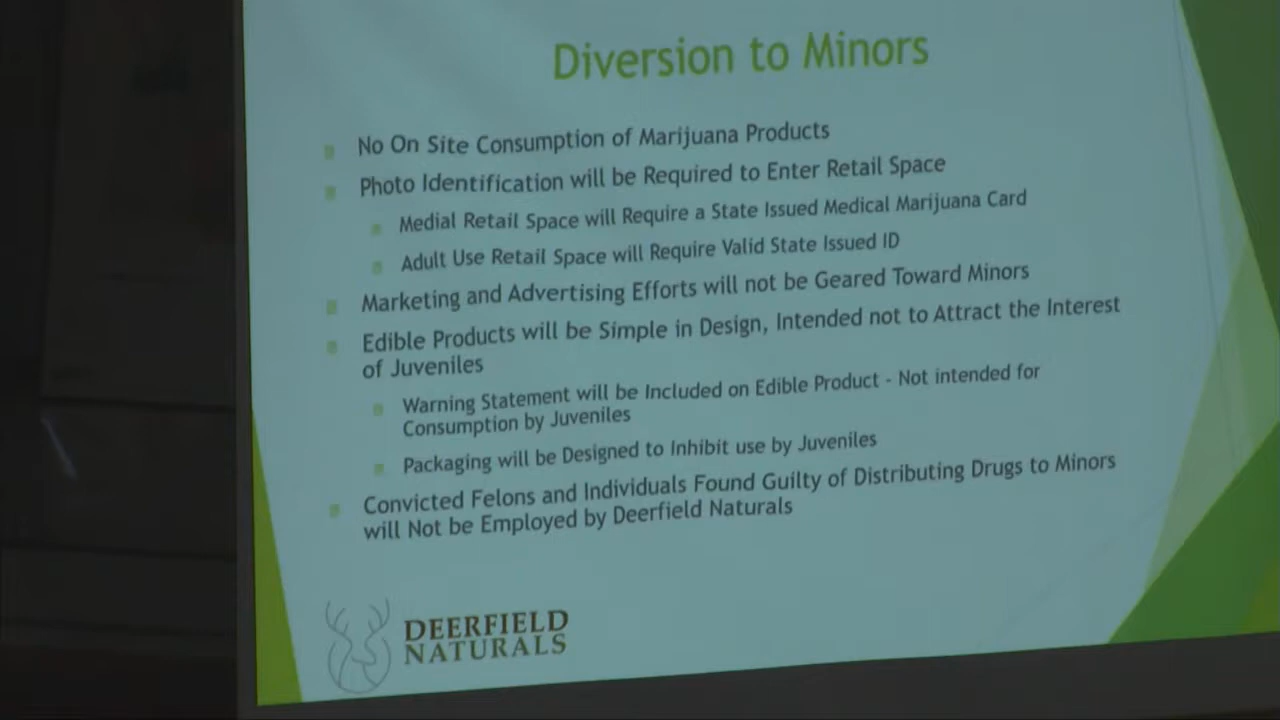 Diversion to Minors
No On Site Consumption of Marijuana Products
Photo Identification will be Required to Enter Retail Space
Medial Retail Space will Require a State Issued Medical Marijuana Card
Adult Use Retail Space will Require Valid State Issued ID
Marketing and Advertising Efforts will not be Geared Toward Minors
Edible Products will be Simple in Design, Intended not to Attract the Interest
of Juveniles
Warning Statement will be Included on Edible Product - Not intended for
Consumption by Juveniles
Packaging will be Designed to Inhibit use by Juveniles
Convicted Felons and Individuals Found Guilty of Distributing Drugs to Minors
will Not be Employed by Deerfield Naturals
DEERFIELD
NATURALS